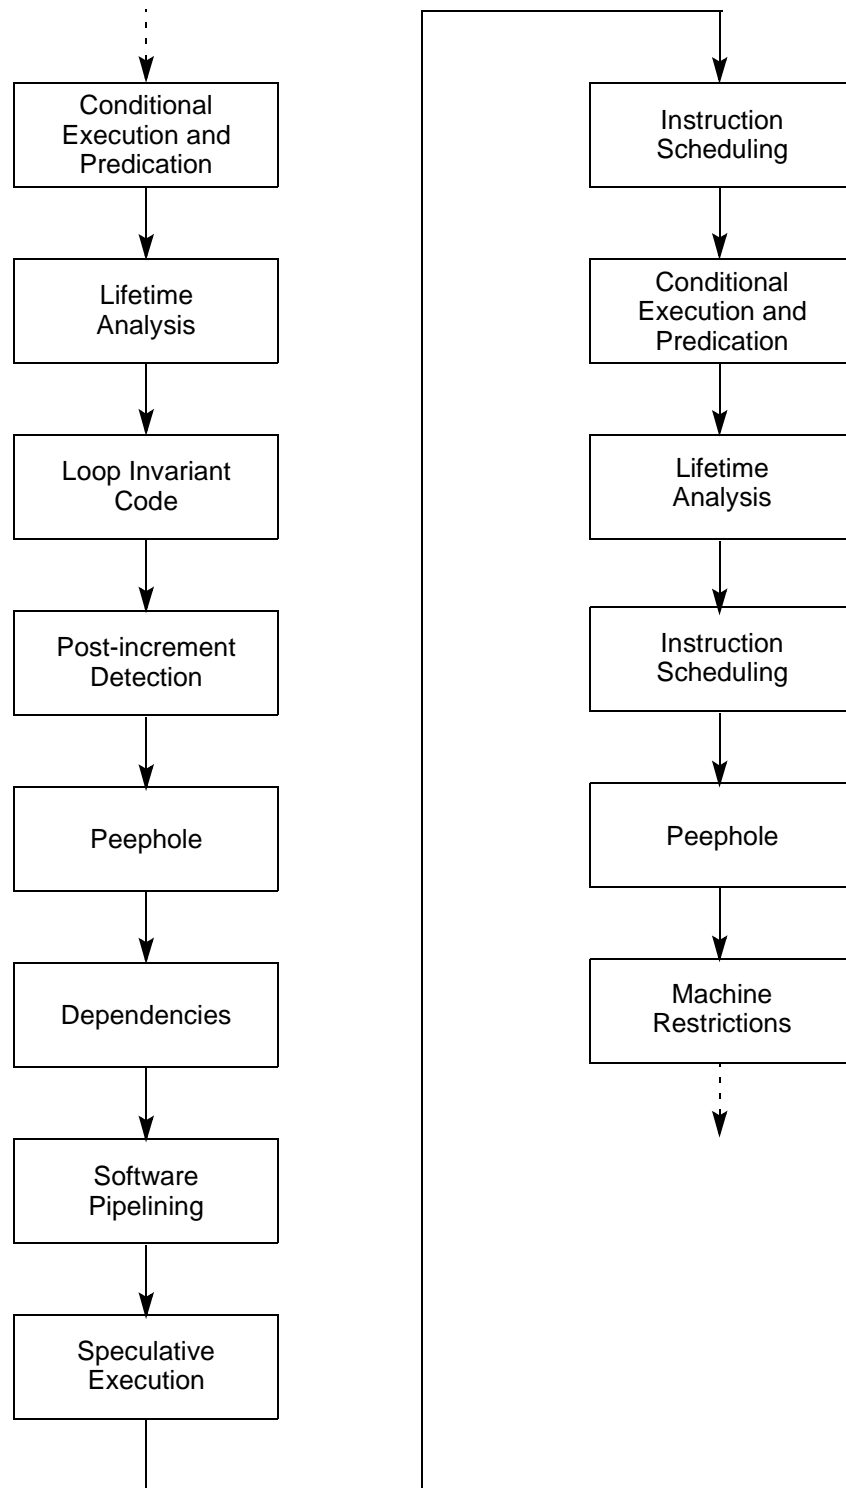 Conditional
Execution and
Predication
Lifetime
Analysis
Loop Invariant
Code
Post-increment
Detection
Peephole
Dependencies
Software
Pipelining
Speculative
Execution
Instruction
Scheduling
Conditional
Execution and
Predication
Lifetime
Analysis
Instruction
Scheduling
Peephole
Machine
Restrictions